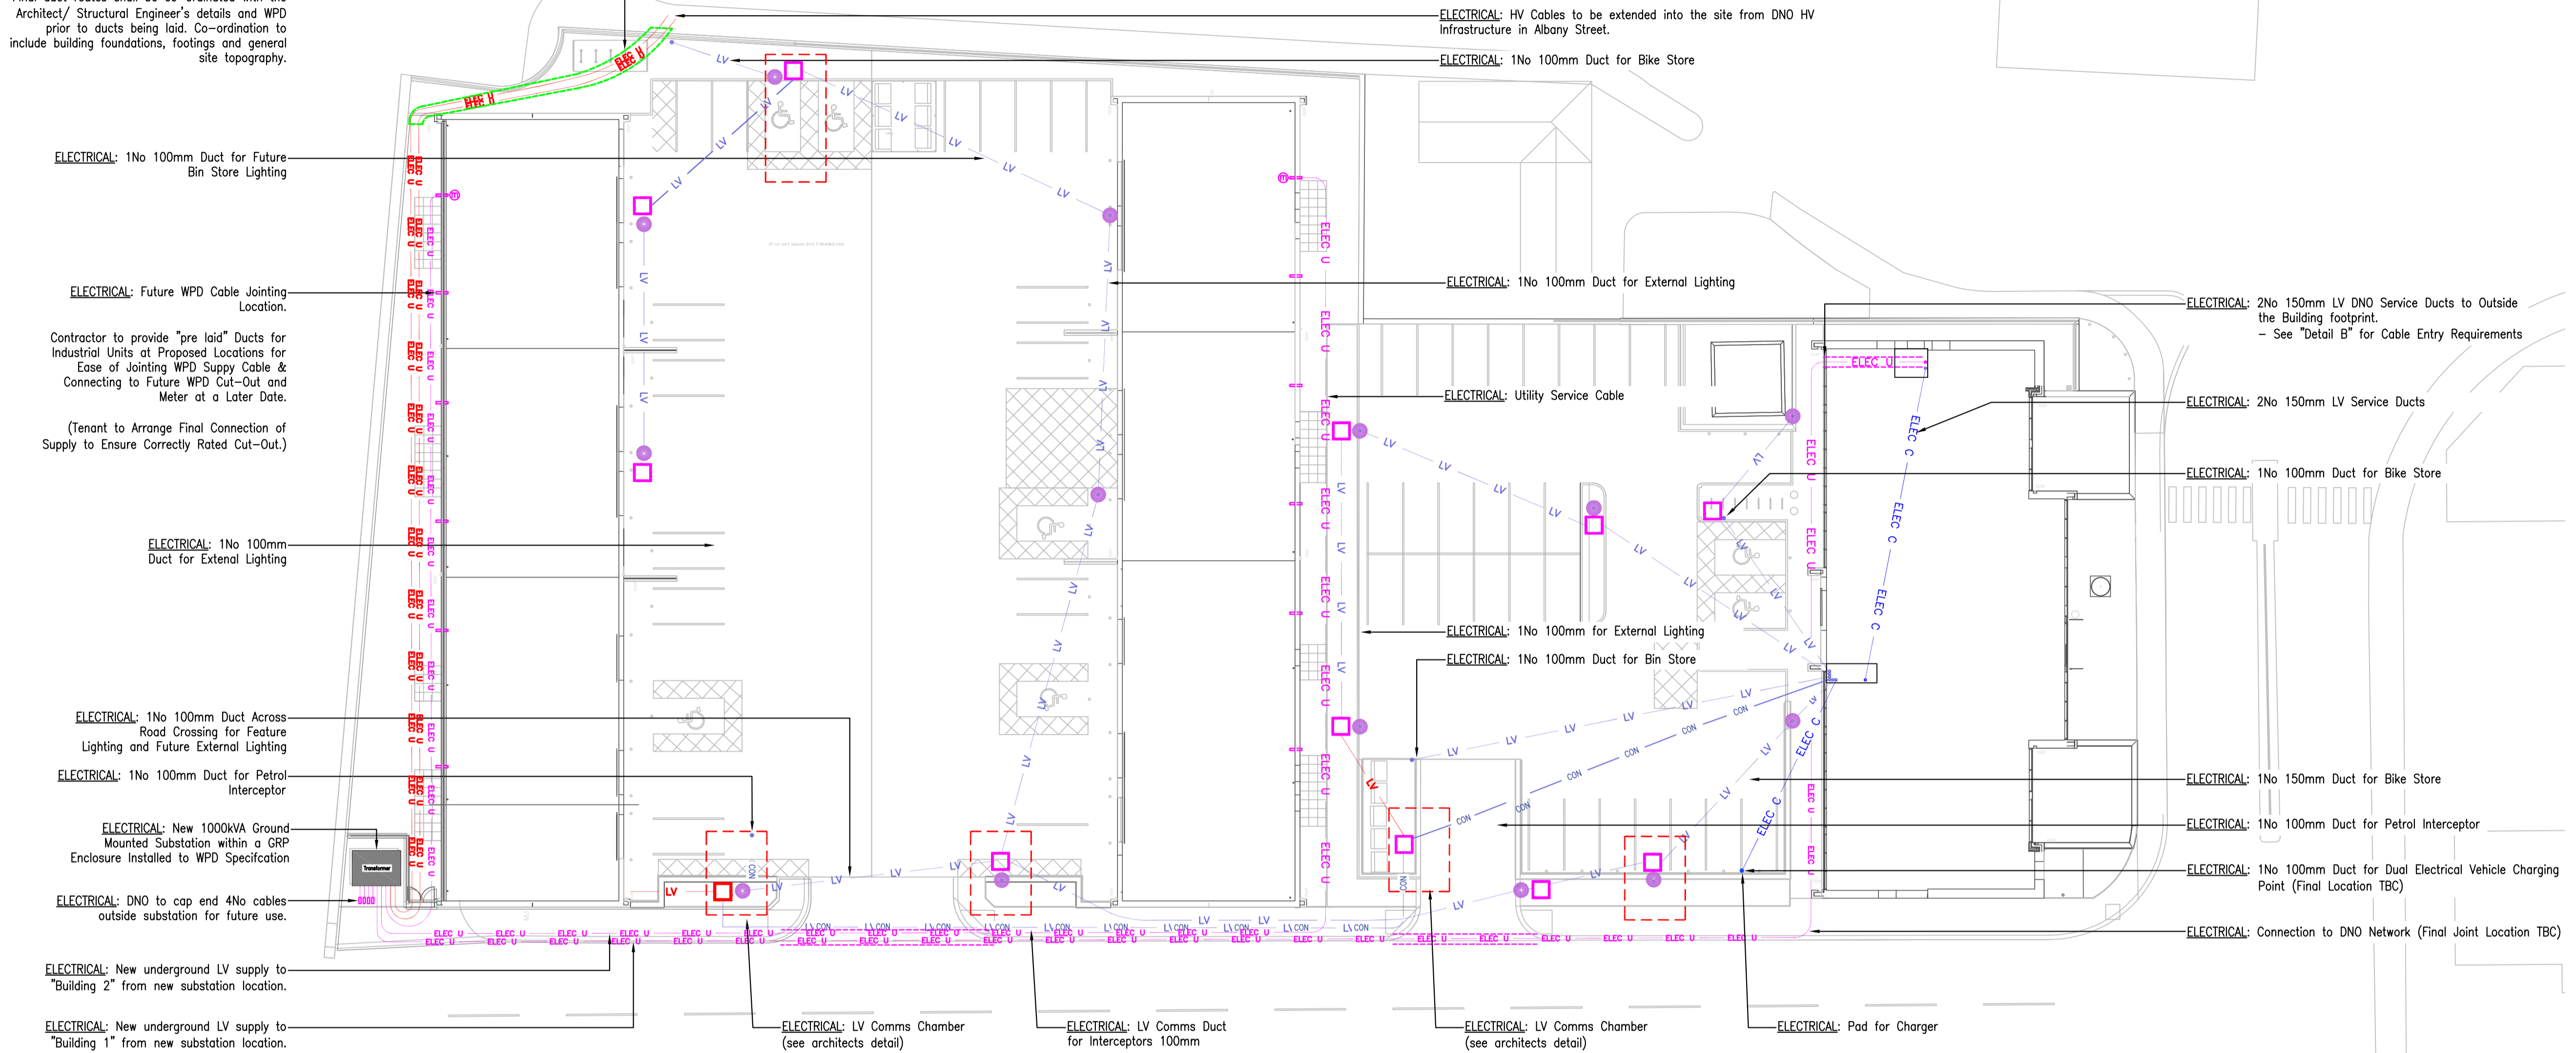 Architect/ Structural Engineer's details and WPD
prior to ducts being laid. Co-ordination to
include building foundations, footings and general
site topography.
ELECTRICAL: HV Cables to be extended into the site from DNO HV
Infrastructure in Albany Street.
ELECTRICAL: 1No 100mm Duct for Bike Store
ELECTRICAL: 1No 100mm Duct for Future
Bin Store Lighting
ELECTRICAL: Future WPD Cable Jointing
Location.
Contractor to provide "pre laid" Ducts for
Industrial Units at Proposed Locations for
Ease of Jointing WPD Suppy Cable &
Connecting to Future WPD Cut-Out and
Meter at a Later Date.
(Tenant to Arrange Final Connection of
Supply to Ensure Correctly Rated Cut-Out.)
ELECTRICAL: 1No 100mm
Duct for Extenal Lighting
ELECTRICAL: 1No 100mm Duct Across
Road Crossing for Feature
Lighting and Future External Lighting
ELECTRICAL: 1No 100mm Duct for Petrol
Interceptor
ELECTRICAL: New 1000kVA Ground
Mounted Substation within a GRP
Enclosure Installed to WPD Specifcation
Transformer
ELECTRICAL: DNO to cap end 4No cables
outside substation for future use.
ELECTRICAL: New underground LV supply to
"Building 2" from new substation location.
ELECTRICAL: New underground LV supply to
"Building 1" from new substation location.
ELECTRICAL: 1No 100mm Duct for External Lighting
ELECTRICAL: Utility Service Cable
ELECTRICAL: 1No 100mm for External Lighting
ELECTRICAL: 1No 100mm Duct for Bin Store
ELECTRICAL: LV Comms Chamber
(see architects detail)
ELECTRICAL: LV Comms Duct
for Interceptors 100mm
ELECTRICAL: LV Comms Chamber
(see architects detail)
ELECTRICAL: Pad for Charger
ELECTRICAL: 2No 150mm LV DNO Service Ducts to Outside
the Building footprint.
- See "Detail B" for Cable Entry Requirements
ELECTRICAL: 2No 150mm LV Service Ducts
ELECTRICAL: 1No 100mm Duct for Bike Store
ELECTRICAL: 1No 150mm Duct for Bike Store
ELECTRICAL: 1No 100mm Duct for Petrol Interceptor
ELECTRICAL: 1No 100mm Duct for Dual Electrical Vehicle Charging
Point (Final Location TBC)
ELECTRICAL: Connection to DNO Network (Final Joint Location TBC)
ELEC U
ELEC C
LV
CON